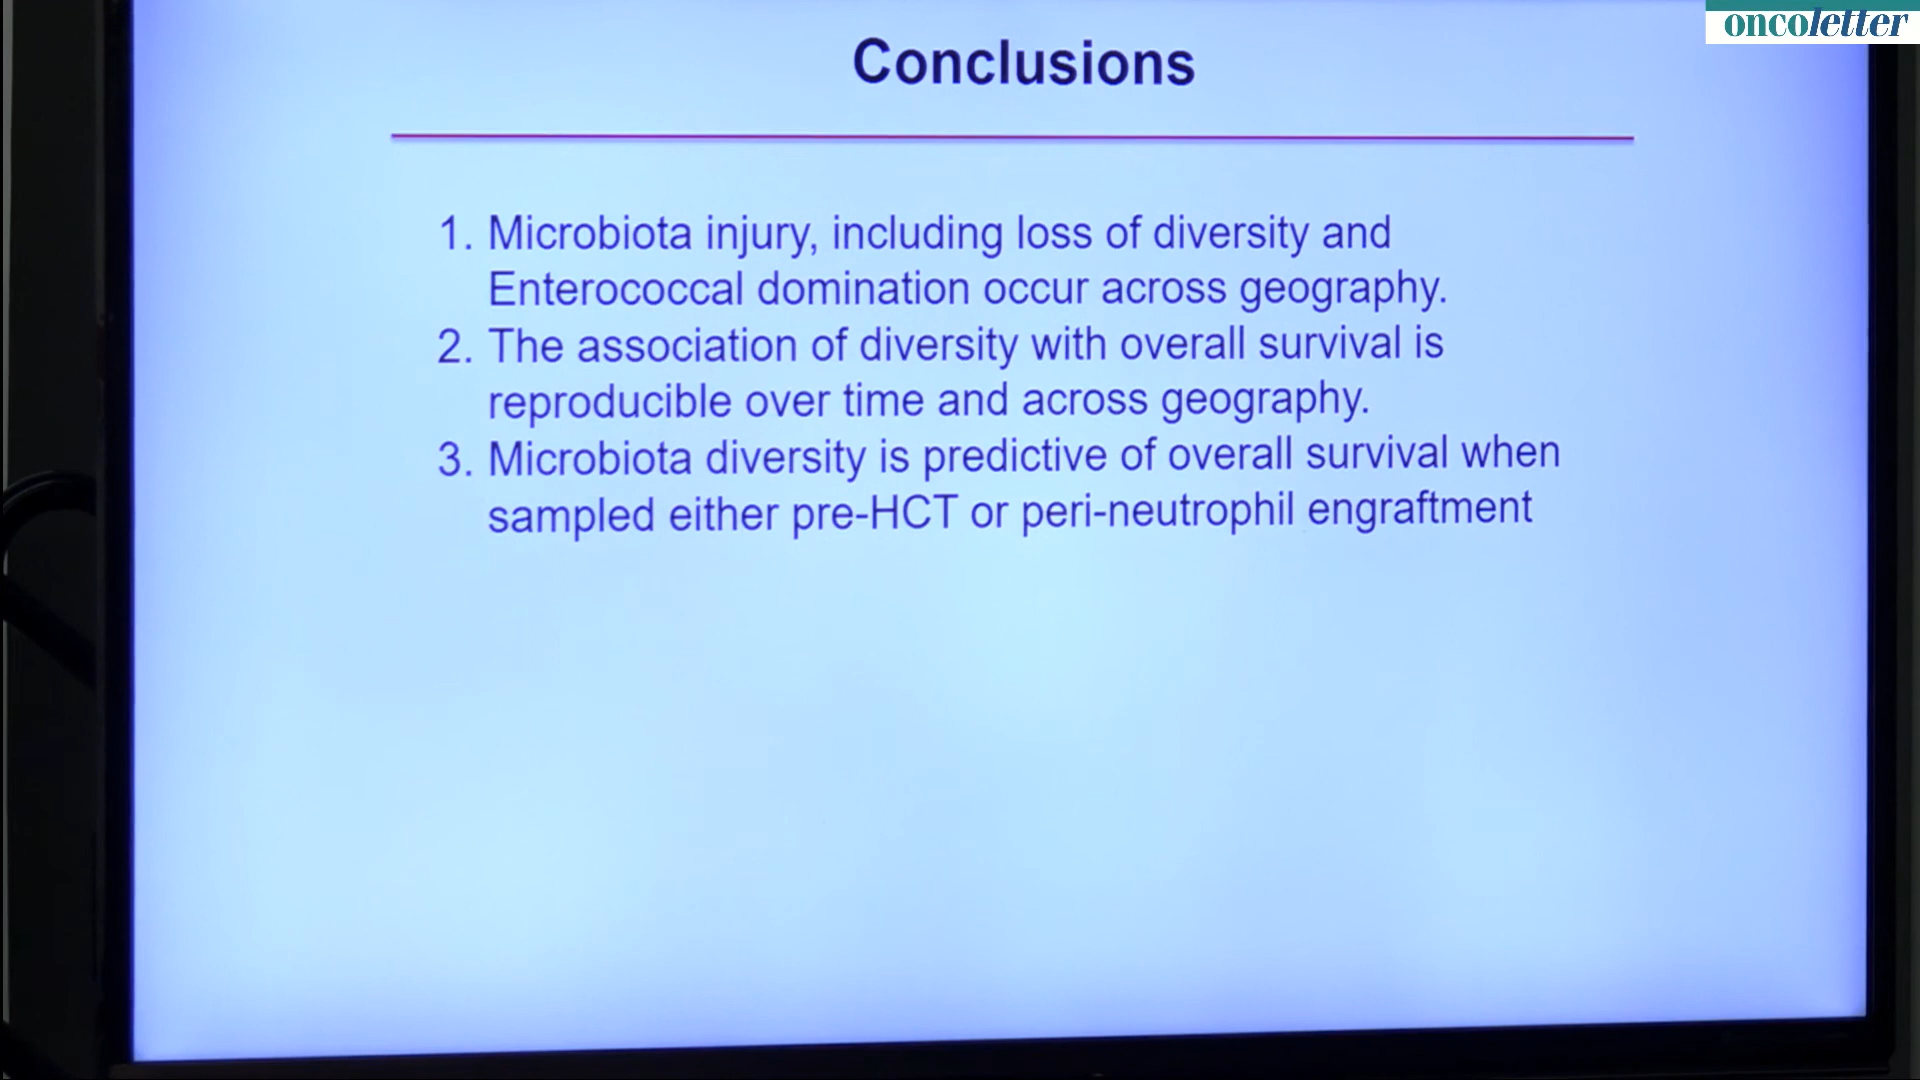 oncoletter
Conclusions
1. Microbiota injury, including loss of diversity and
Enterococcal domination occur across geography.
2. The association of diversity with overall survival is
reproducible over time and across geography.
3. Microbiota diversity is predictive of overall survival when
sampled either pre-HCT or peri-neutrophil engraftment